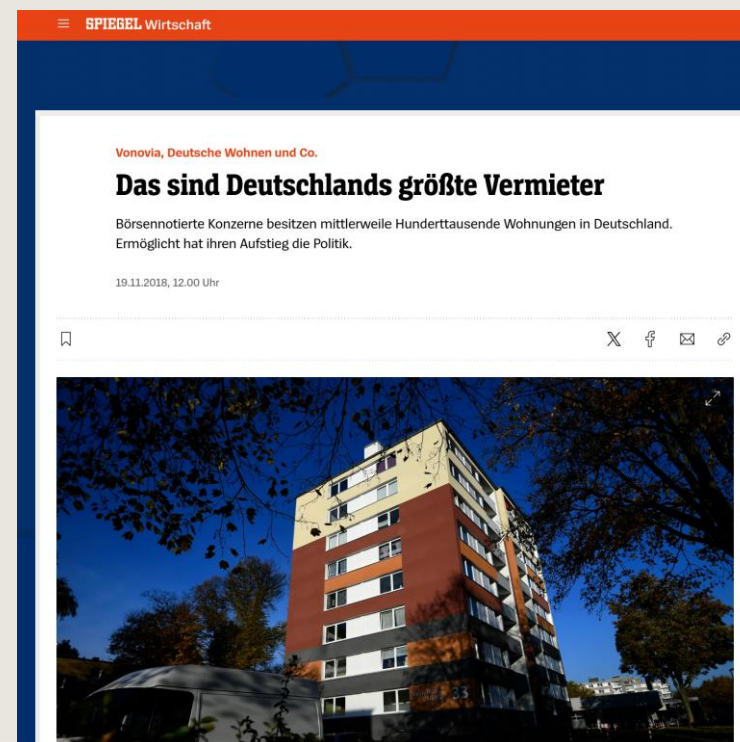 SPIEGEL Wirtschaft
Vonovia, Deutsche Wohnen und Co.
Das sind Deutschlands größte Vermieter
Börsennotierte Konzerne besitzen mittlerweile Hunderttausende Wohnungen in Deutschland.
Ermöglicht hat ihren Aufstieg die Politik.
19.11.2018, 12.00 Uhr
33